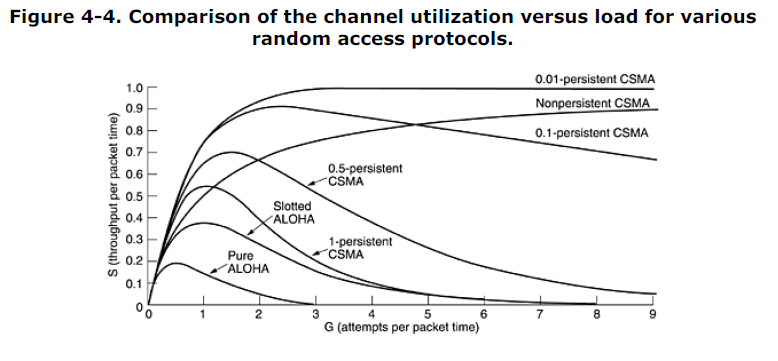 Figure 4-4. Comparison of the channel utilization versus load for various
random access protocols.
0.01-persistent CSMA
Nonpersistent CSMA
0.1-persistent CSMA
0.5-persistent
CSMA
Slotted
ALOHA
1-persistent
CSMA
Pure
ALOHA
S (throughput per packet time)
1.0
0.9
0.8
0.7
0.6
0.5
0.4
0.3
0.2
0.1
0
0 1 2 3 4 5 6 7 8 9
G (attempts per packet time)